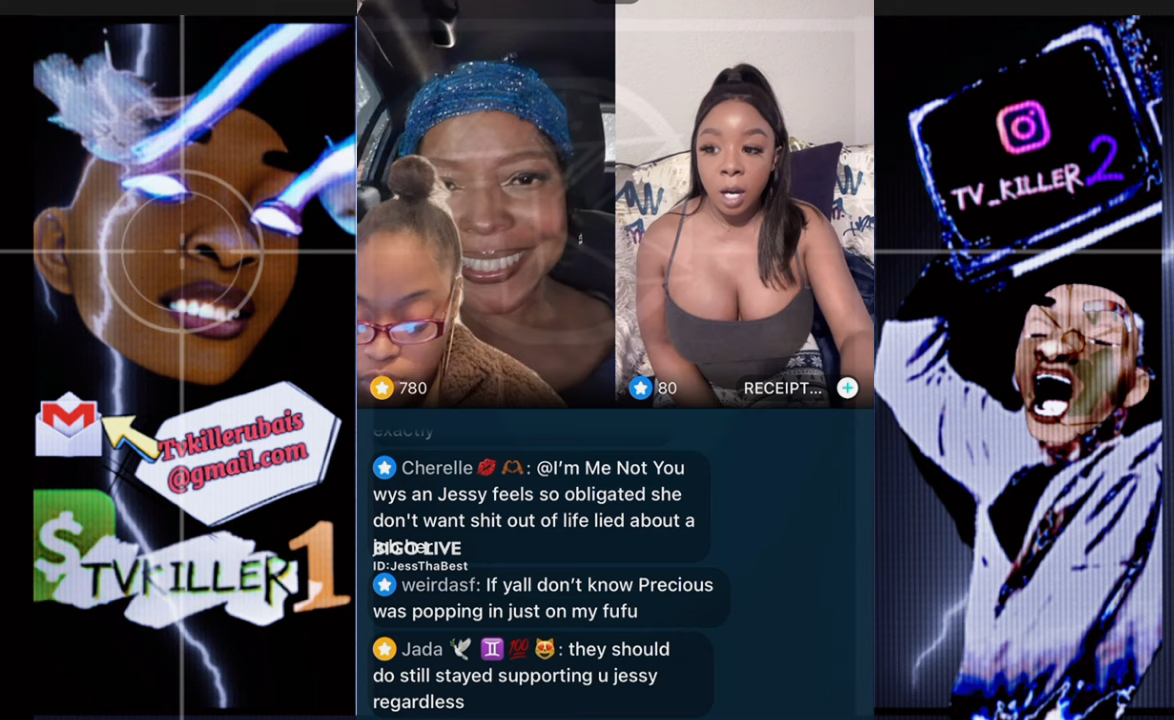 780
80
RECEIPT...
exactly
Cherelle 💋 🫶🏾: @I'm Me Not You
wys an Jessy feels so obligated she
don't want shit out of life lied about a
BIGO LIVE
ID:JessThaBest
weirdasf: If yall don't know Precious
was popping in just on my fufu
Jada 🕊️ ♊ 💯 😻: they should
do still stayed supporting u jessy
regardless
Tvkillerubais
@gmail.com
$
TVKILLER1
TV_KILLER2